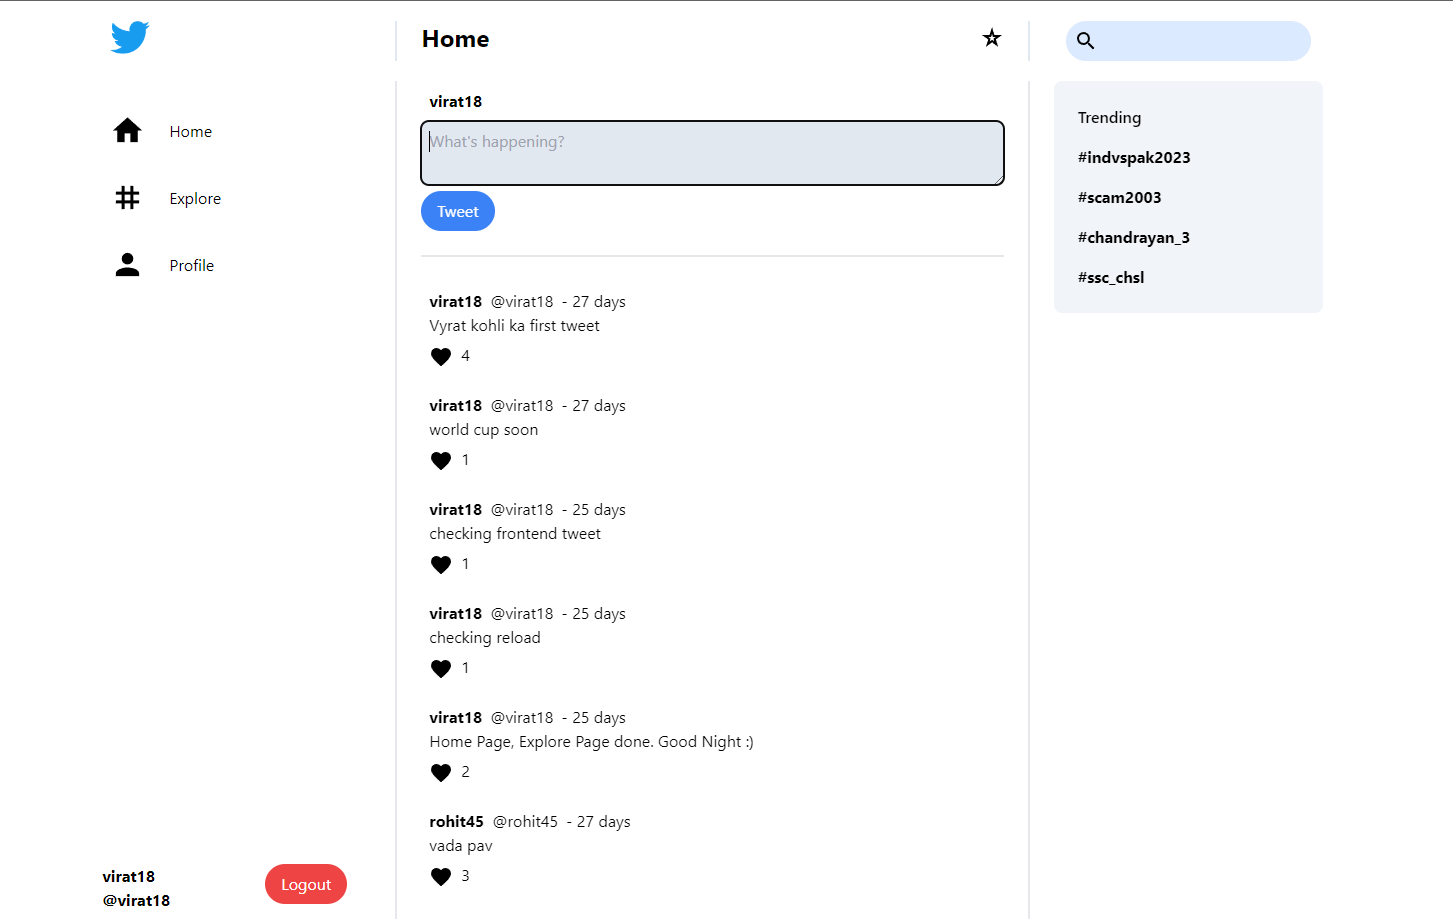 Home
Explore
Profile
virat18
@virat18
Logout
Home
virat18
What's happening?
Tweet
virat18 @virat18 - 27 days
Vyrat kohli ka first tweet
4
virat18 @virat18 - 27 days
world cup soon
1
virat18 @virat18 - 25 days
checking frontend tweet
1
virat18 @virat18 - 25 days
checking reload
1
virat18 @virat18 - 25 days
Home Page, Explore Page done. Good Night :)
2
rohit45 @rohit45 - 27 days
vada pav
3
Trending
#indvspak2023
#scam2003
#chandrayan_3
#ssc_chsl